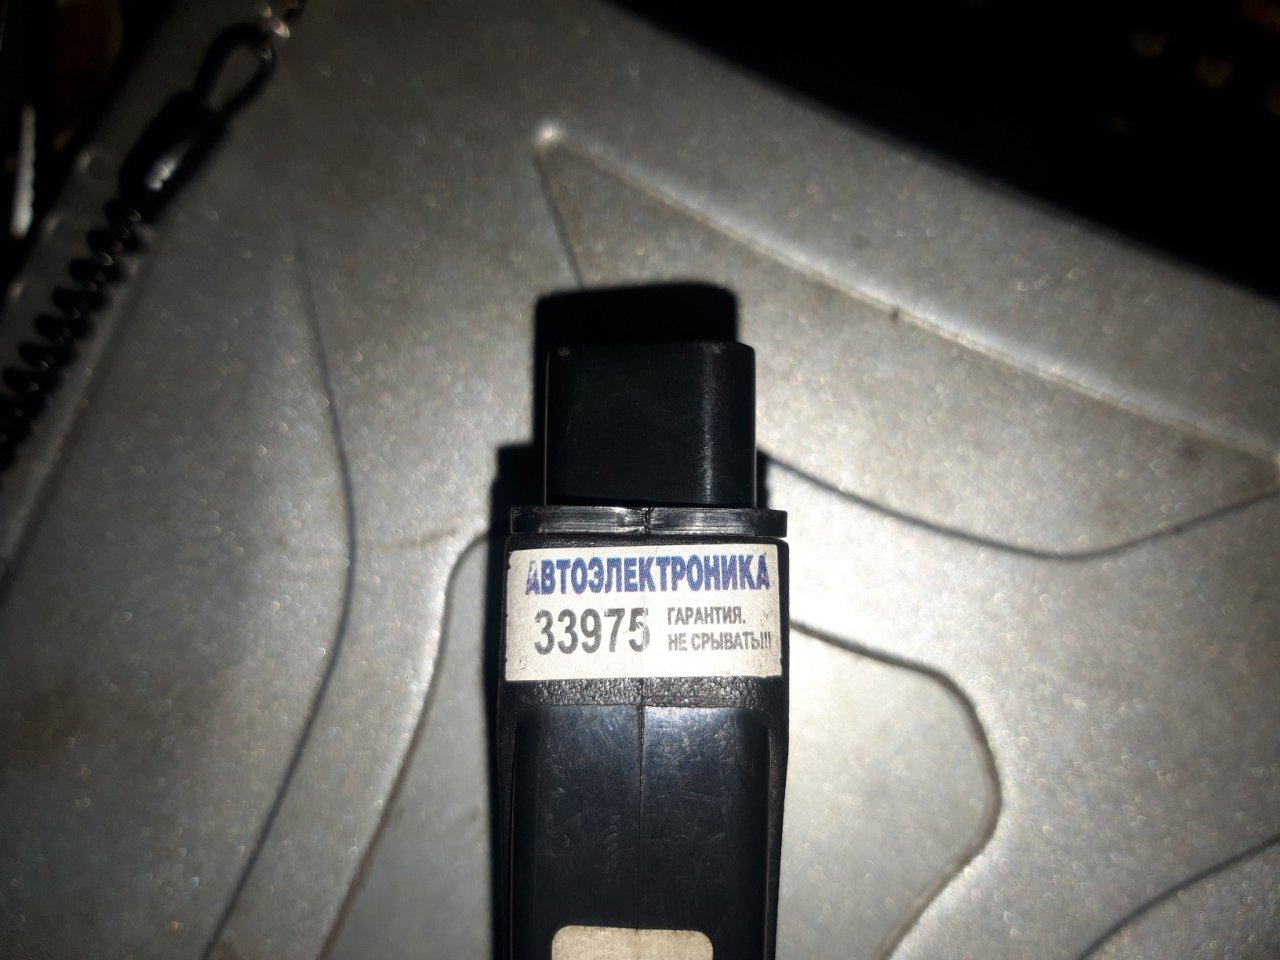 АВТОЭЛЕКТРОНИКА
33975 ГАРАНТИЯ.
НЕ СРЫВАТЬ!!!